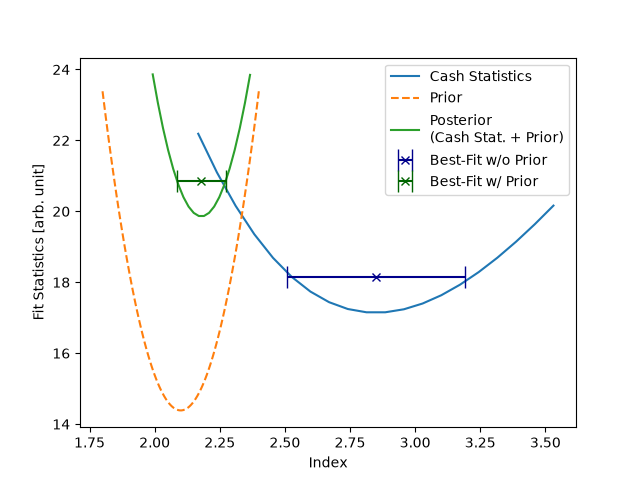 24
22
20
18
16
14
Fit Statistics [arb. unit]
1.75
2.00
2.25
2.50
2.75
3.00
3.25
3.50
Index
Cash Statistics
Prior
Posterior
(Cash Stat. + Prior)
Best-Fit w/o Prior
Best-Fit w/ Prior